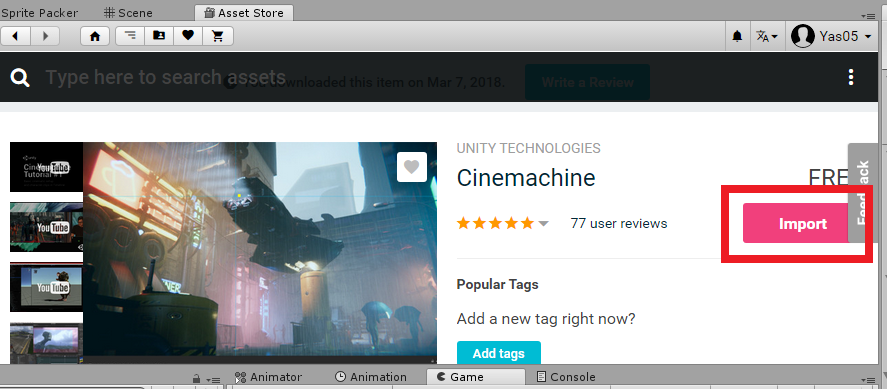 Sprite Packer Scene Asset Store
Yas05
Type here to search assets
downloaded this item on Mar 7, 2018. Write a Review
UNITY TECHNOLOGIES
Cinemachine
FRE
77 user reviews
Import
Feedback
YouTube
YouTube
YouTube
Popular Tags
Add a new tag right now?
Add tags
Animator Animation Game Console